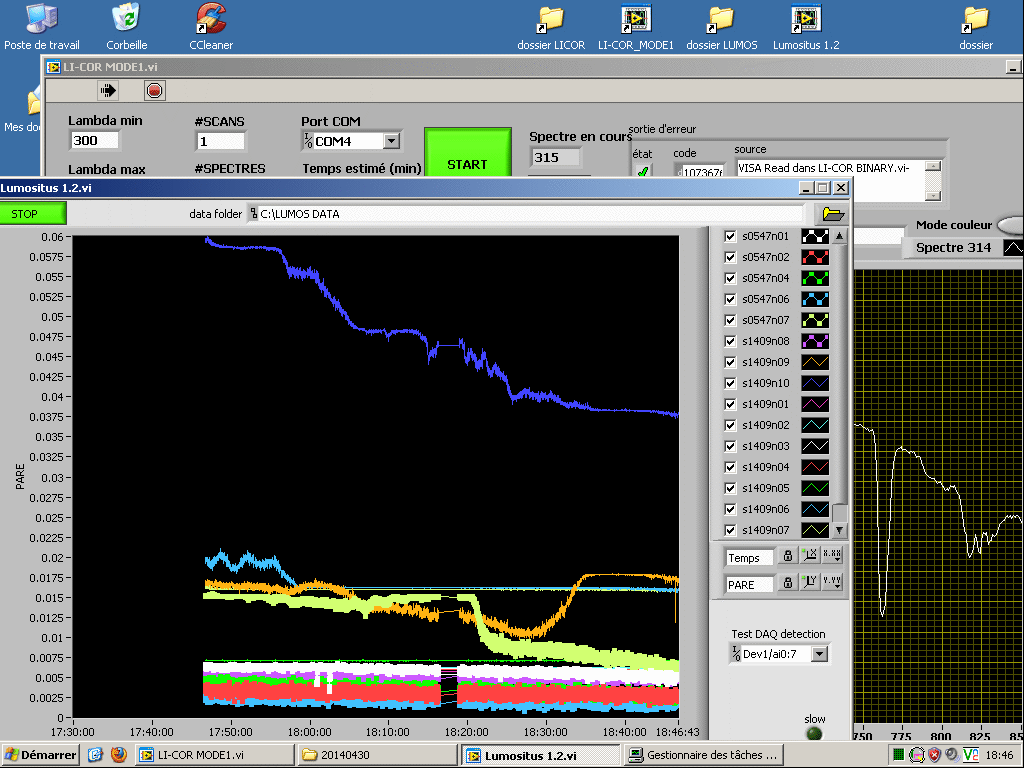 Poste de travail
Corbeille
CCleaner
dossier LICOR
LI-COR_MODE1
dossier LUMOS
Lumositus 1.2
dossier
Mes do
LI-COR MODE1.vi
Lambda min
300
#SCANS
1
Port COM
COM4
START
Spectre en cours
315
sortie d'erreur
état
code
source
107367
VISA Read dans LI-COR BINARY.vi-
Lambda max
#SPECTRES
Temps estimé (min)
Mode couleur
Spectre 314
Lumositus 1.2.vi
STOP
data folder
C:\LUMOS DATA
0.06
0.0575
0.055
0.0525
0.05
0.0475
0.045
0.0425
0.04
0.0375
0.035
0.0325
0.03
0.0275
0.025
0.0225
0.02
0.0175
0.015
0.0125
0.01
0.0075
0.005
0.0025
0
PARE
17:30:00
17:40:00
17:50:00
18:00:00
18:10:00
18:20:00
18:30:00
18:40:00
18:46:43
s0547n01
s0547n02
s0547n04
s0547n06
s0547n07
s1409n08
s1409n09
s1409n10
s1409n01
s1409n02
s1409n03
s1409n04
s1409n05
s1409n06
s1409n07
Temps
X
X.XX
PARE
Y
Y.YY
Test DAQ detection
Dev1/ai0:7
slow
750
775
800
825
85
Démarrer
LI-COR MODE1.vi
20140430
Lumositus 1.2.vi
Gestionnaire des tâches ...
V2
18:46